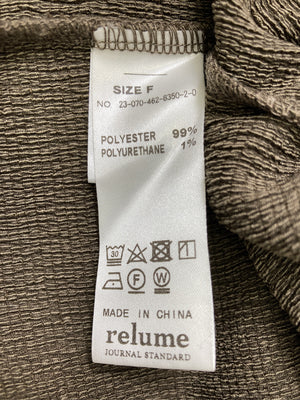 SIZE F
NO. 23-070-462-6350-2-0
POLYESTER 99%
POLYURETHANE 1%
30
F W
MADE IN CHINA
relume
JOURNAL STANDARD